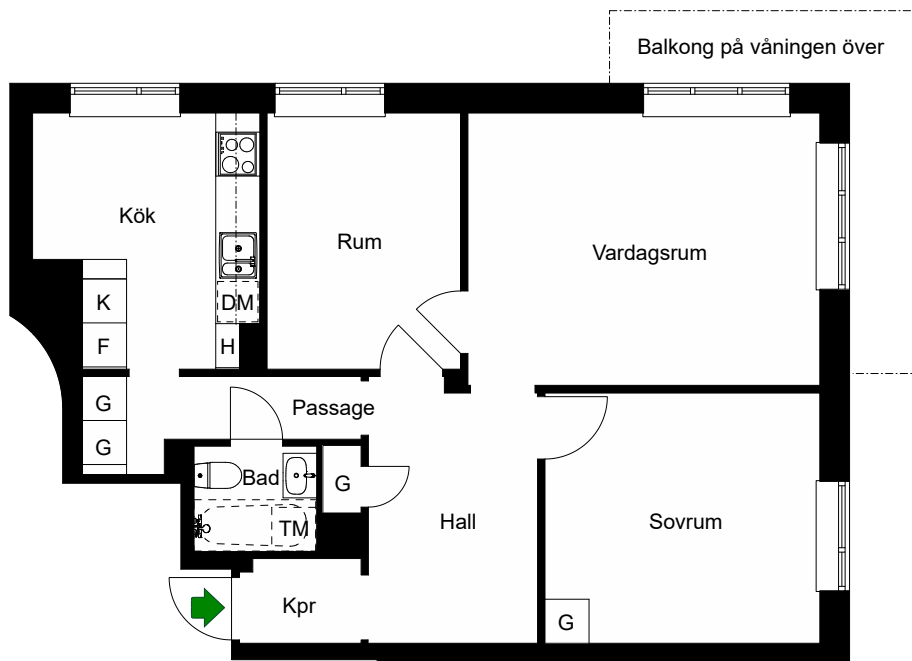 Balkong på våningen över
Kök
Rum
Vardagsrum
K
DM
F
H
G
Passage
G
Bad
G
TM
Hall
Sovrum
Kpr
G